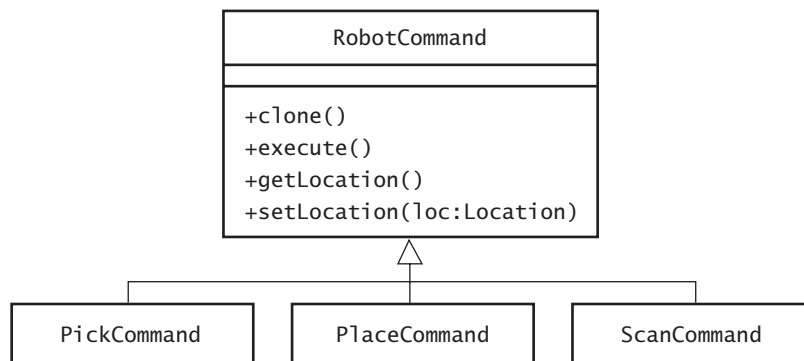 RobotCommand
+clone()
+execute()
+getLocation()
+setLocation(loc:Location)
PickCommand PlaceCommand ScanCommand